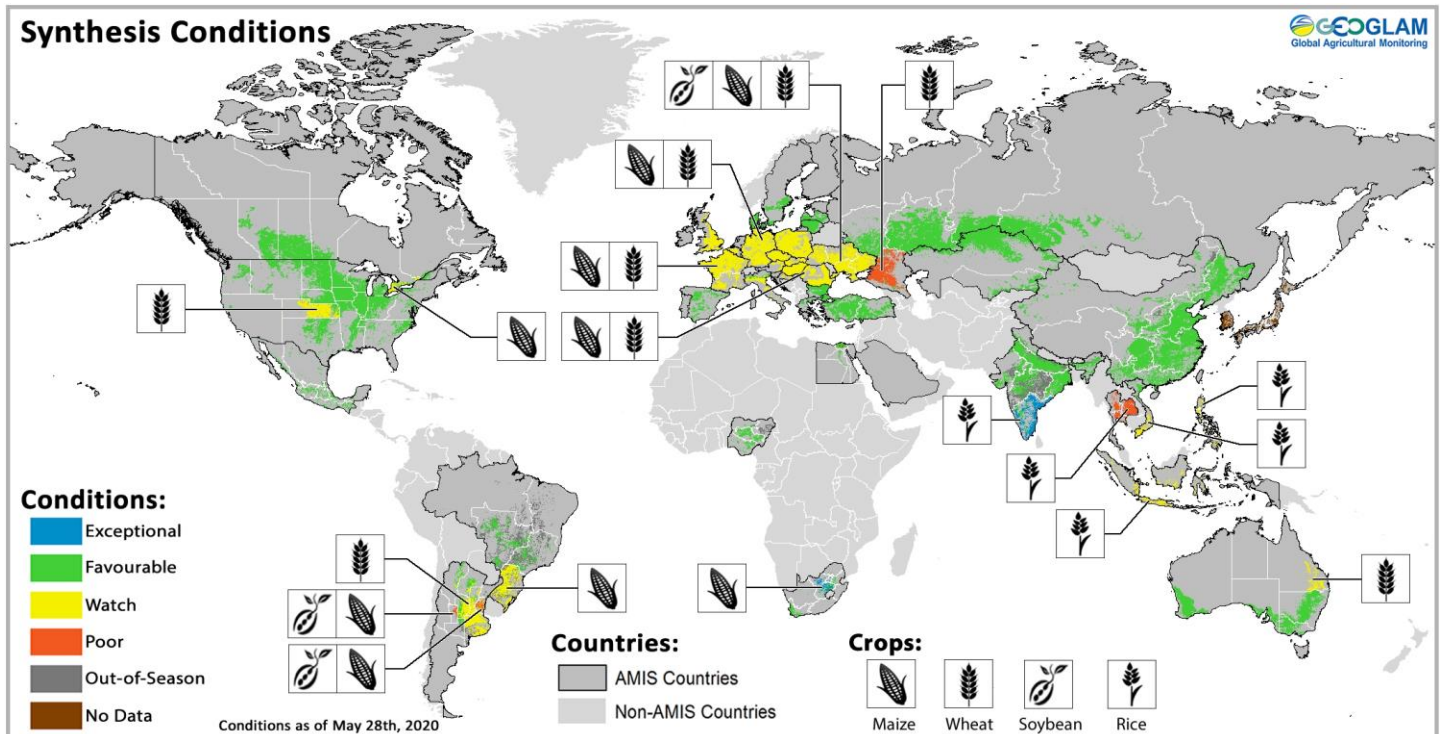 Synthesis Conditions
GEOGLAM
Global Agricultural Monitoring
Conditions:
Exceptional
Favourable
Watch
Poor
Out-of-Season
No Data
Conditions as of May 28th, 2020
Countries:
AMIS Countries
Non-AMIS Countries
Crops:
Maize
Wheat
Soybean
Rice